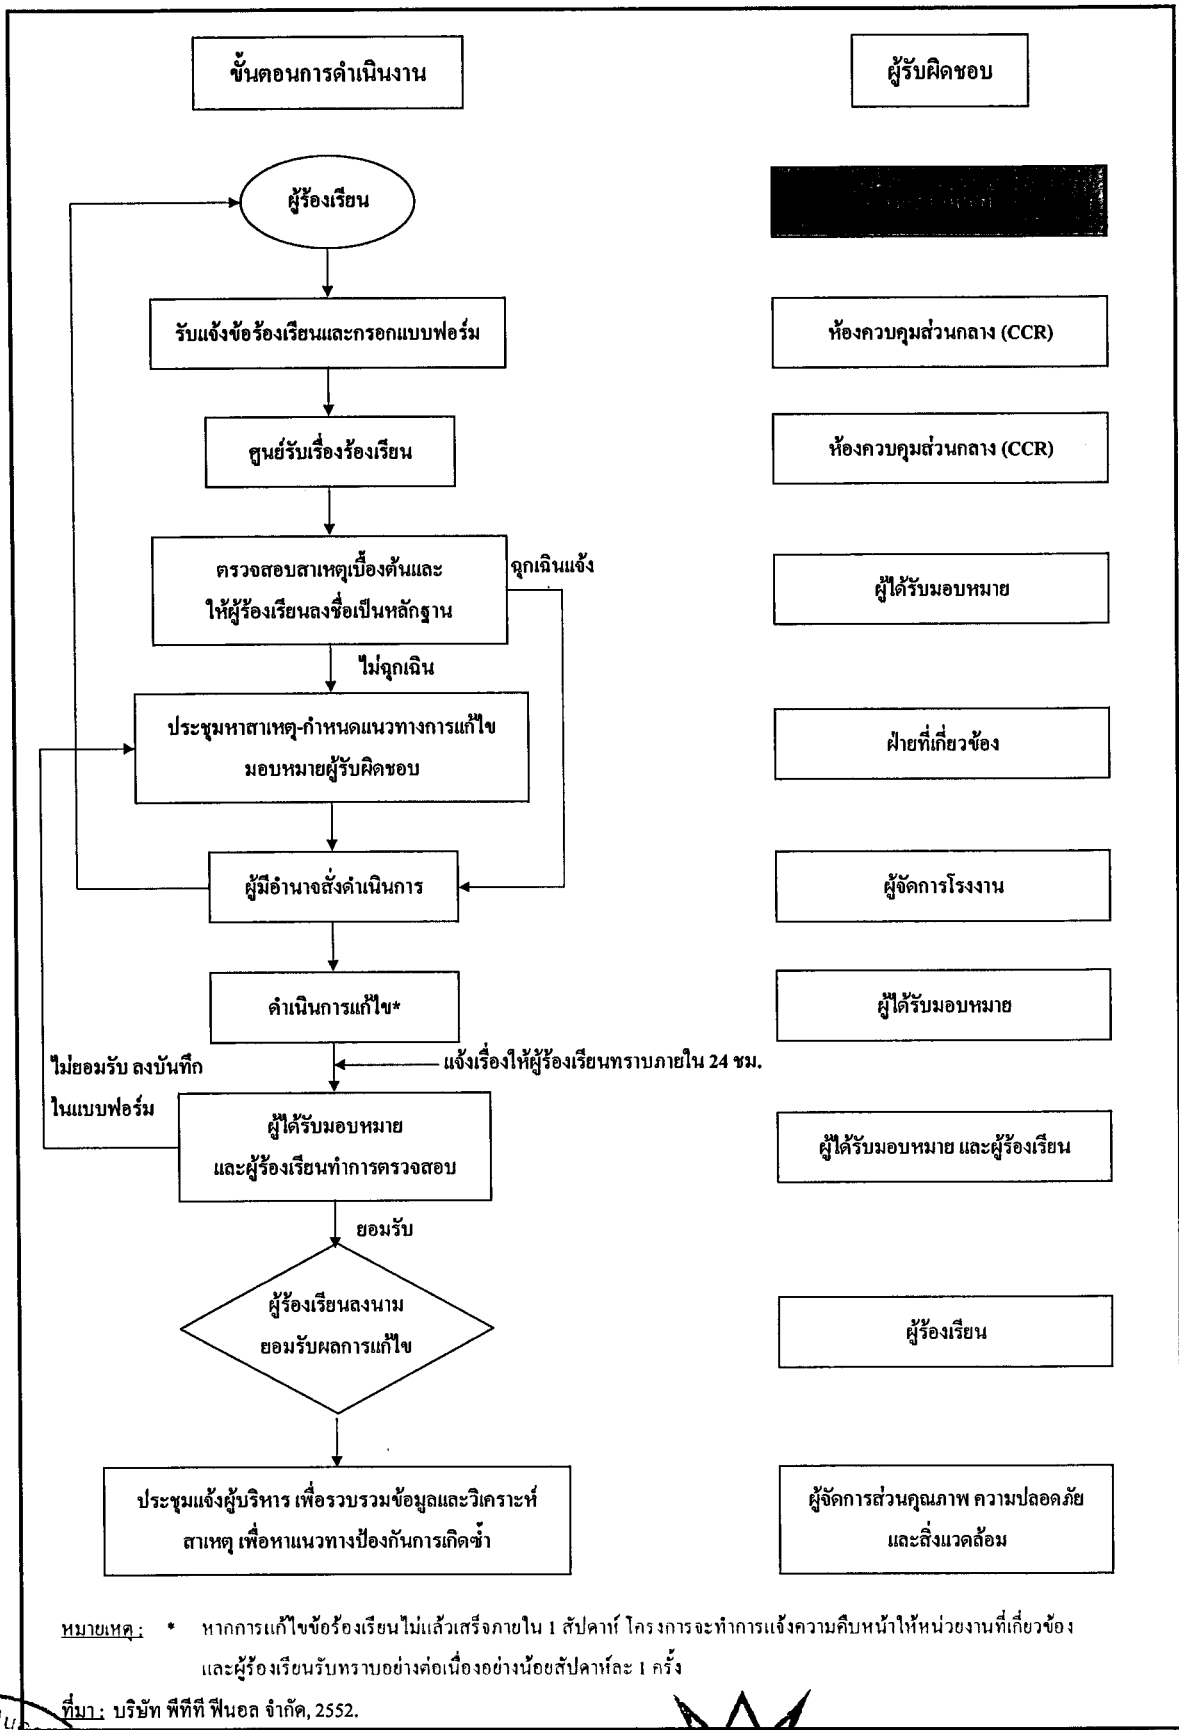 ขั้นตอนการดำเนินงาน
ผู้รับผิดชอบ
ผู้ร้องเรียน
รับแจ้งข้อร้องเรียนและกรอกแบบฟอร์ม
ห้องควบคุมส่วนกลาง (CCR)
ศูนย์รับเรื่องร้องเรียน
ห้องควบคุมส่วนกลาง (CCR)
ตรวจสอบสาเหตุเบื้องต้นและ
ให้ผู้ร้องเรียนลงชื่อเป็นหลักฐาน
ฉุกเฉินแจ้ง
ผู้ได้รับมอบหมาย
ไม่ฉุกเฉิน
ประชุมหาสาเหตุ-กำหนดแนวทางการแก้ไข
มอบหมายผู้รับผิดชอบ
ฝ่ายที่เกี่ยวข้อง
ผู้มีอำนาจสั่งดำเนินการ
ผู้จัดการโรงงาน
ดำเนินการแก้ไข*
ผู้ได้รับมอบหมาย
ไม่ยอมรับ ลงบันทึก
ในแบบฟอร์ม
แจ้งเรื่องให้ผู้ร้องเรียนทราบภายใน 24 ชม.
ผู้ได้รับมอบหมาย
และผู้ร้องเรียนทำการตรวจสอบ
ผู้ได้รับมอบหมาย และผู้ร้องเรียน
ยอมรับ
ผู้ร้องเรียนลงนาม
ยอมรับผลการแก้ไข
ผู้ร้องเรียน
ประชุมแจ้งผู้บริหาร เพื่อรวบรวมข้อมูลและวิเคราะห์
สาเหตุ เพื่อหาแนวทางป้องกันการเกิดซ้ำ
ผู้จัดการส่วนคุณภาพ ความปลอดภัย
และสิ่งแวดล้อม
หมายเหตุ : * หากการแก้ไขข้อร้องเรียนไม่แล้วเสร็จภายใน 1 สัปดาห์ โครงการจะทำการแจ้งความคืบหน้าให้หน่วยงานที่เกี่ยวข้อง
และผู้ร้องเรียนรับทราบอย่างต่อเนื่องอย่างน้อยสัปดาห์ละ 1 ครั้ง
ที่มา : บริษัท พีทีที ฟีนอล จำกัด, 2552.